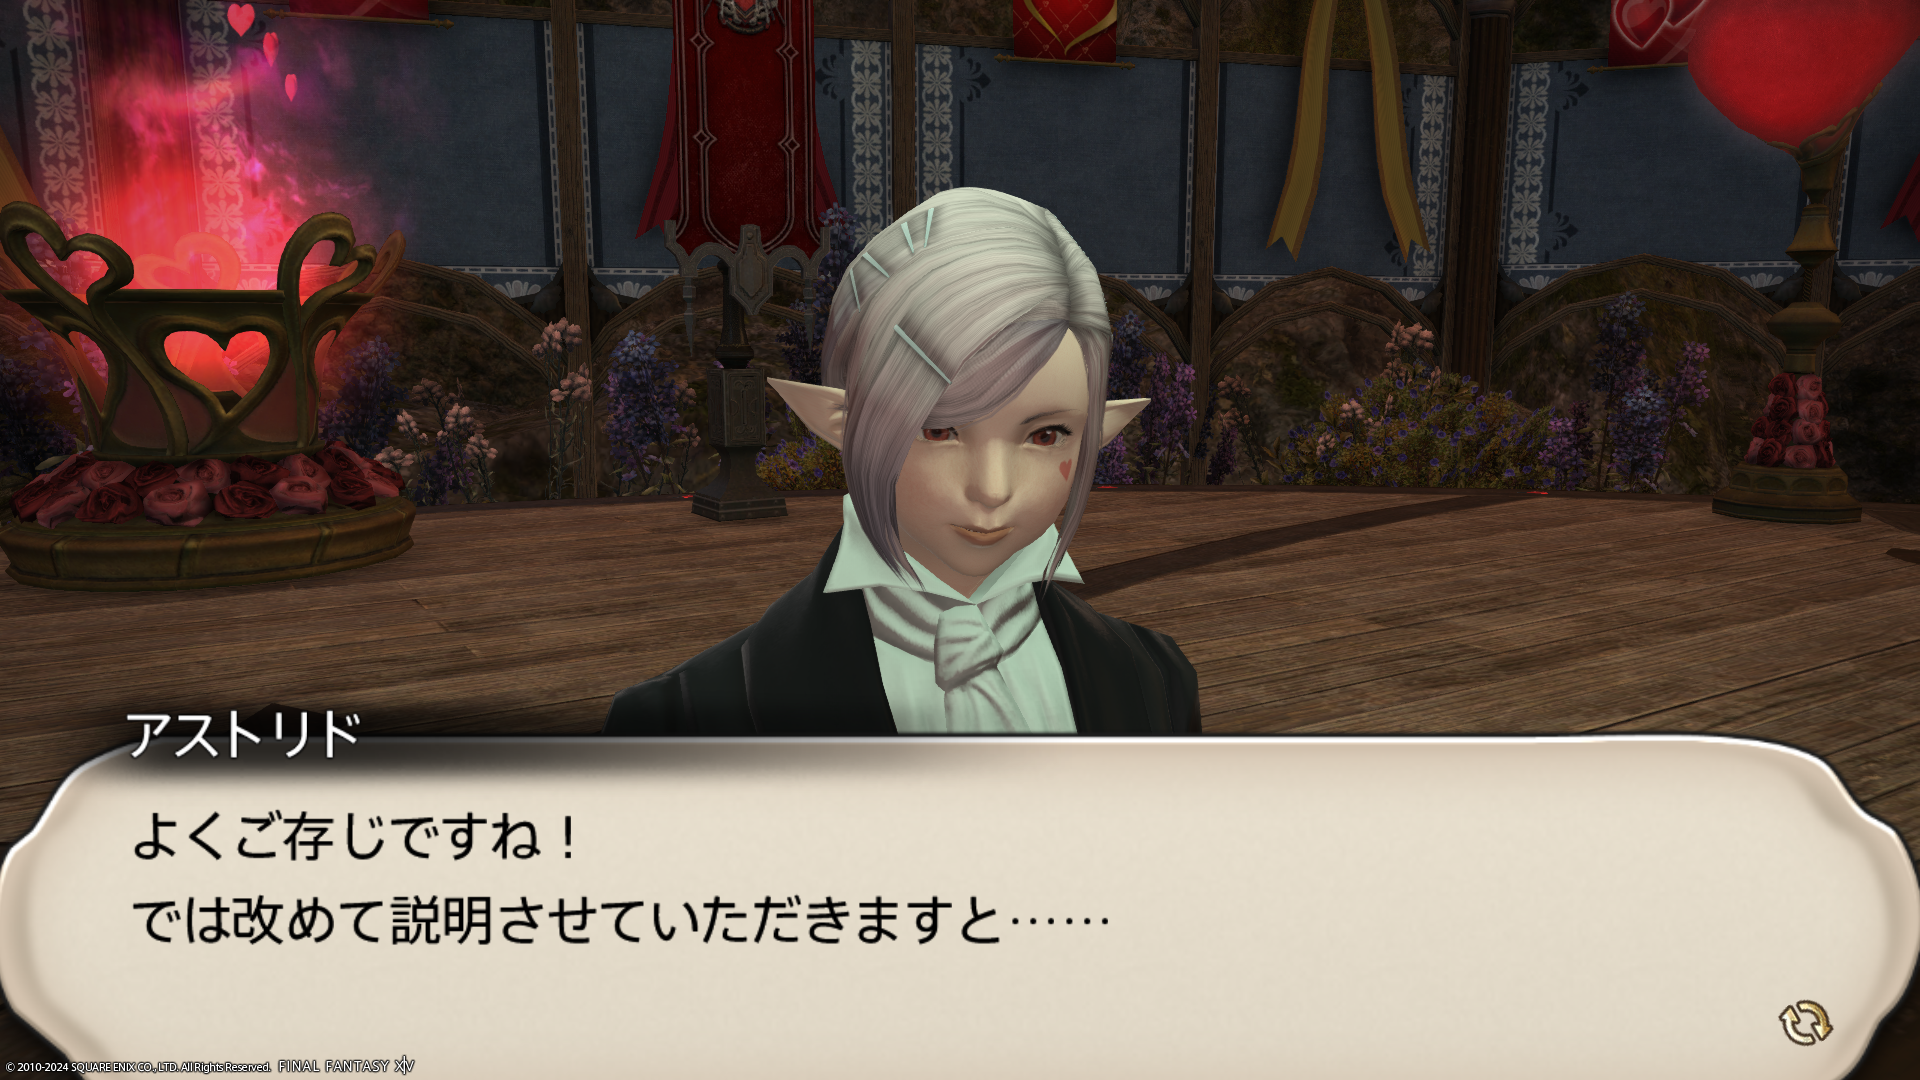 アストリド
よくご存じですね！
では改めて説明させていただきますと……
© 2010-2024 SQUARE ENIX CO., LTD. All Rights Reserved. FINAL FANTASY XIV